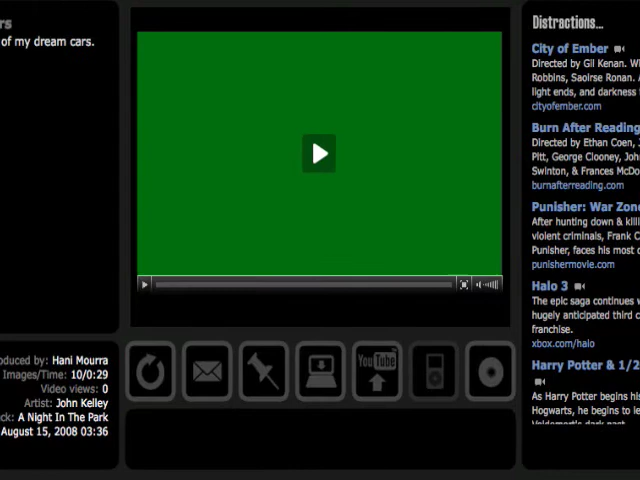 rs
of my dream cars.
oduced by: Hani Mourra
Images/Time: 10/0:29
Video views: 0
Artist: John Kelley
ck: A Night In The Park
August 15, 2008 03:36
YouTube
Distractions...
City of Ember
Directed by Gil Kenan. Wi
Robbins, Saoirse Ronan. A
light ends, and darkness
cityofember.com
Burn After Reading
Directed by Ethan Coen, J
Pitt, George Clooney, Joh
Swinton, & Frances McDo
burnafterreading.com
Punisher: War Zone
After hunting down & killi
violent criminals, Frank C
Punisher, faces his most d
punishermovie.com
Halo 3
The epic saga continues w
hugely anticipated third c
franchise.
xbox.com/halo
Harry Potter & 1/2
As Harry Potter begins his
Hogwarts, he begins to le
Voldemort's dark past.